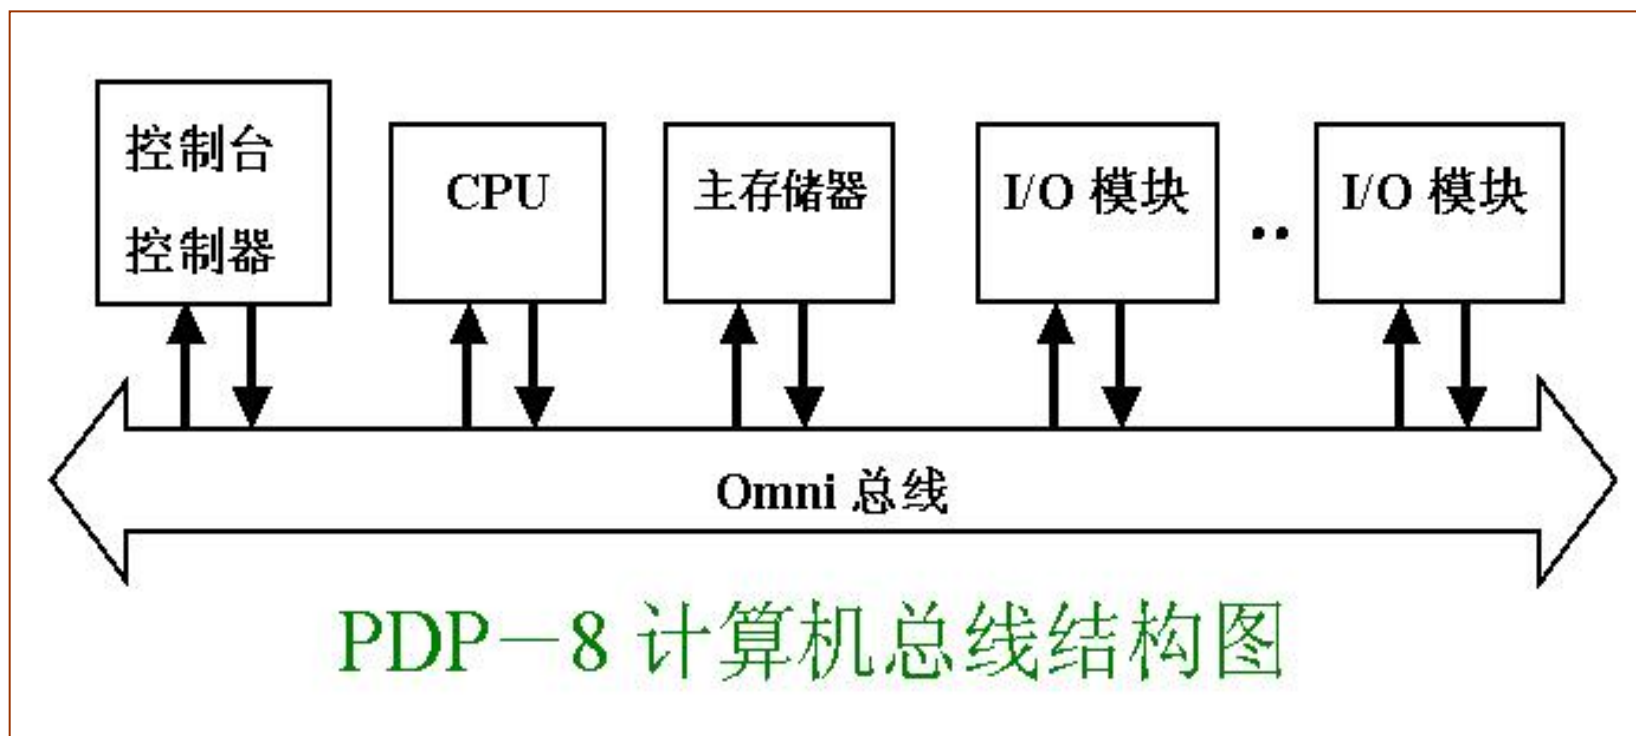 控制台
控制器
CPU
主存储器
I/O 模块
..
I/O 模块
Omni 总线
PDP－8 计算机总线结构图